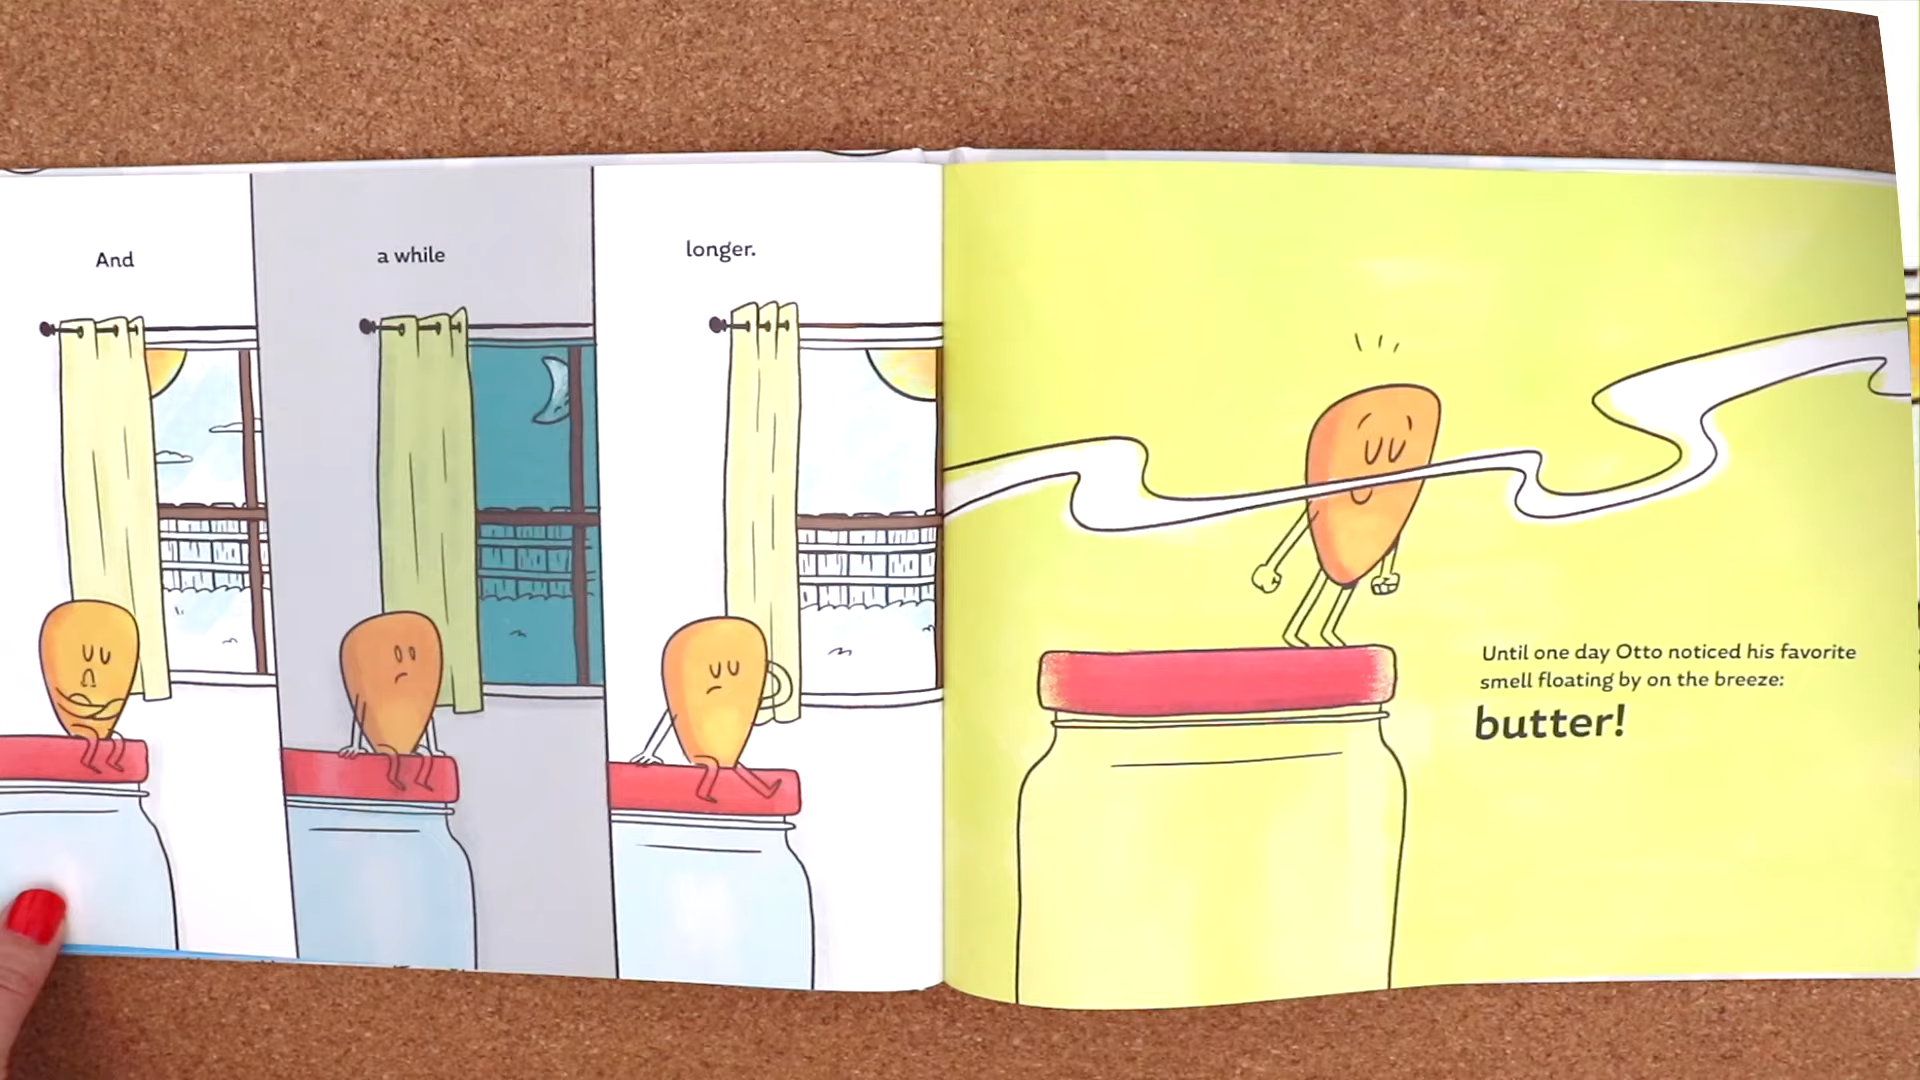 And
a while
longer.
Until one day Otto noticed his favorite
smell floating by on the breeze:
butter!